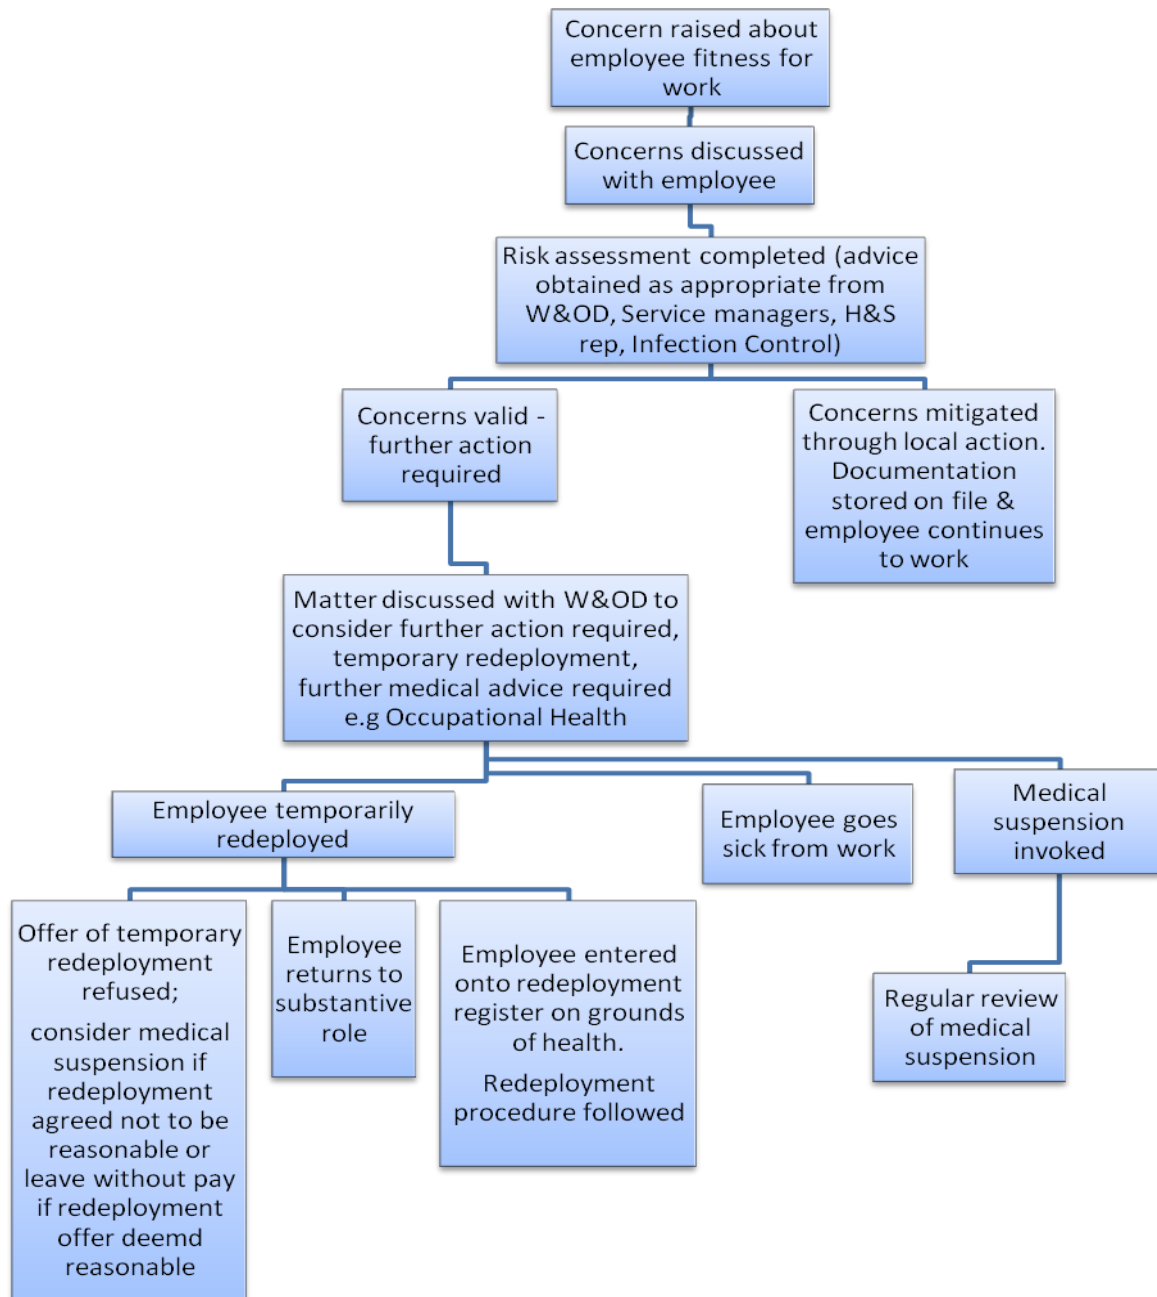 Concern raised about
employee fitness for
work
Concerns discussed
with employee
Risk assessment completed (advice
obtained as appropriate from
W&OD, Service managers, H&S
rep, Infection Control)
Concerns valid -
further action
required
Concerns mitigated
through local action.
Documentation
stored on file &
employee continues
to work
Matter discussed with W&OD to
consider further action required,
temporary redeployment,
further medical advice required
e.g Occupational Health
Employee temporarily
redeployed
Employee goes
sick from work
Medical
suspension
invoked
Offer of temporary
redeployment
refused;
consider medical
suspension if
redeployment
agreed not to be
reasonable or
leave without pay
if redeployment
offer deemd
reasonable
Employee
returns to
substantive
role
Employee entered
onto redeployment
register on grounds
of health.
Redeployment
procedure followed
Regular review
of medical
suspension